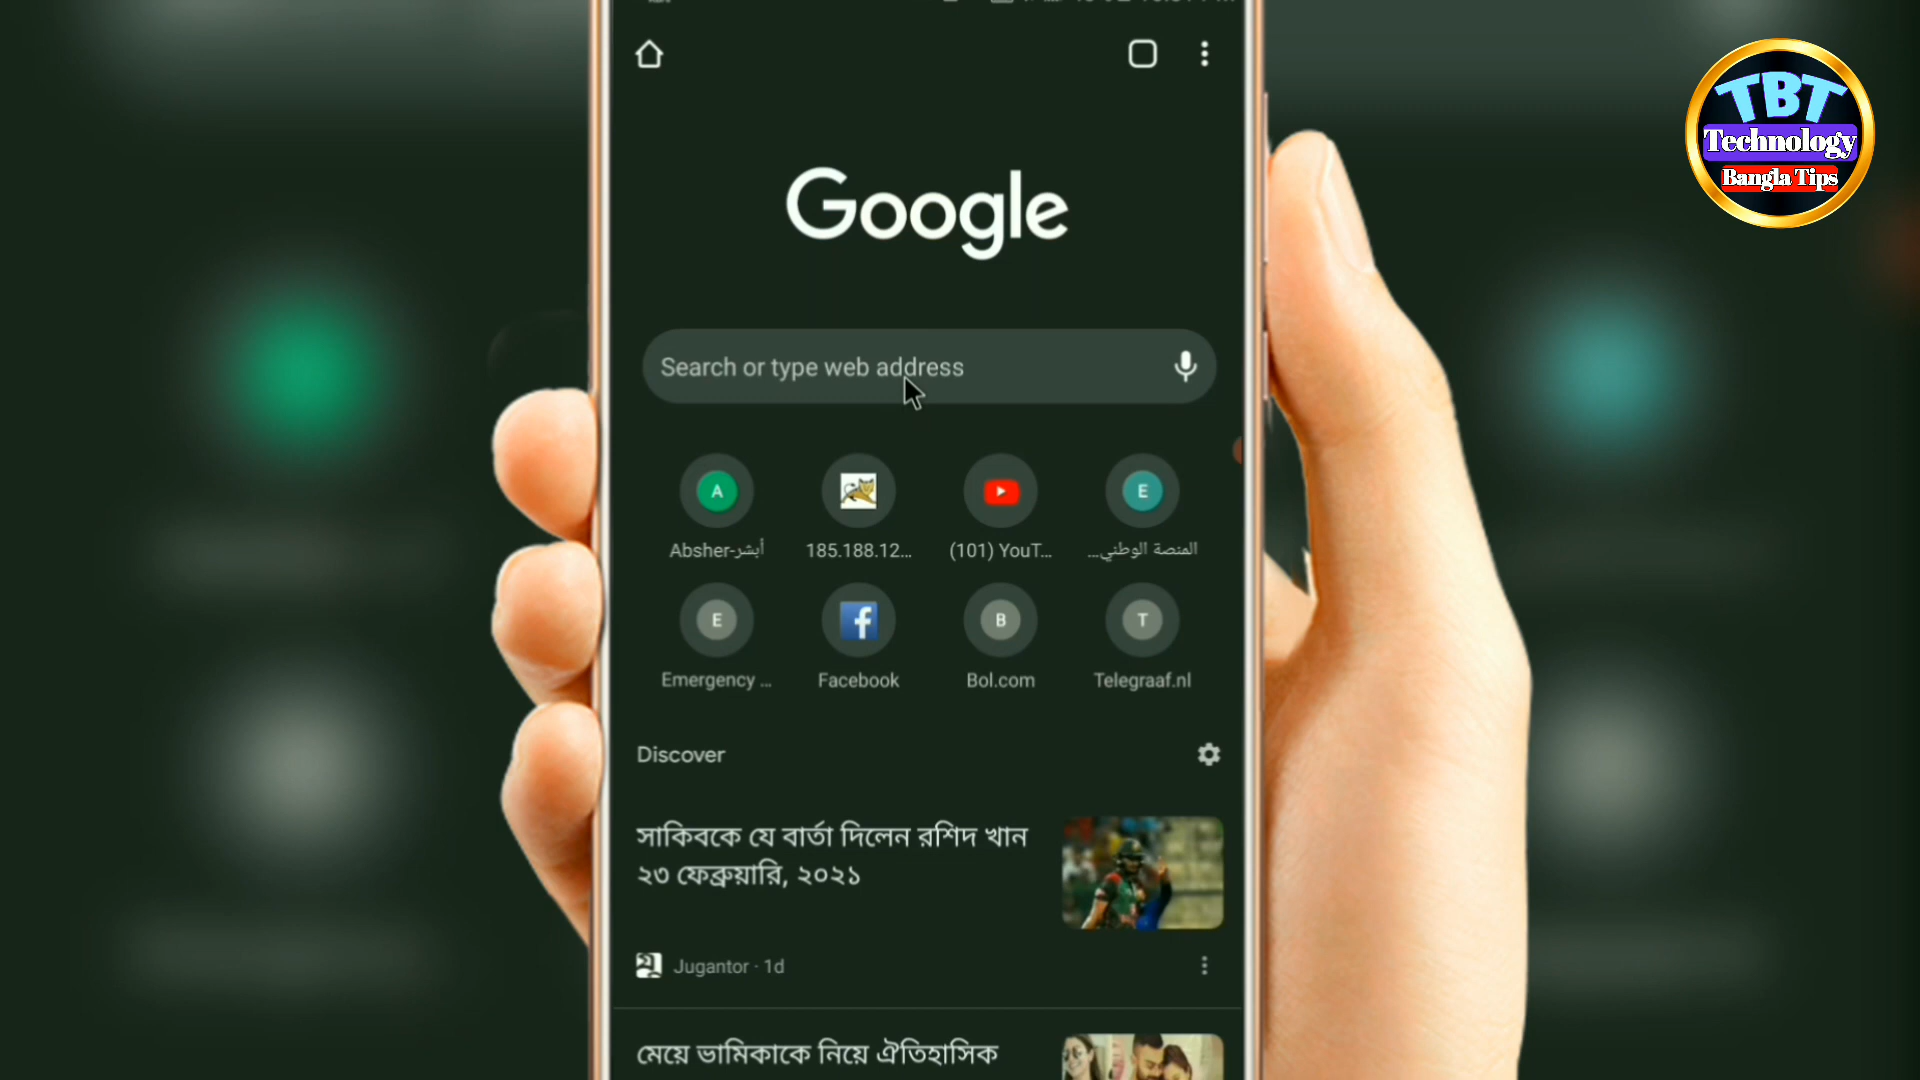 TBT
Technology
Bangla Tips
Google
Search or type web address
A
E
Absher-أبشر
185.188.12...
(101) YouT...
المنصة الوطني...
E
f
B
T
Emergency ...
Facebook
Bol.com
Telegraaf.nl
Discover
সাকিবকে যে বার্তা দিলেন রশিদ খান
২৩ ফেব্রুয়ারি, ২০২১
Jugantor · 1d
মেয়ে ভামিকাকে নিয়ে ঐতিহাসিক